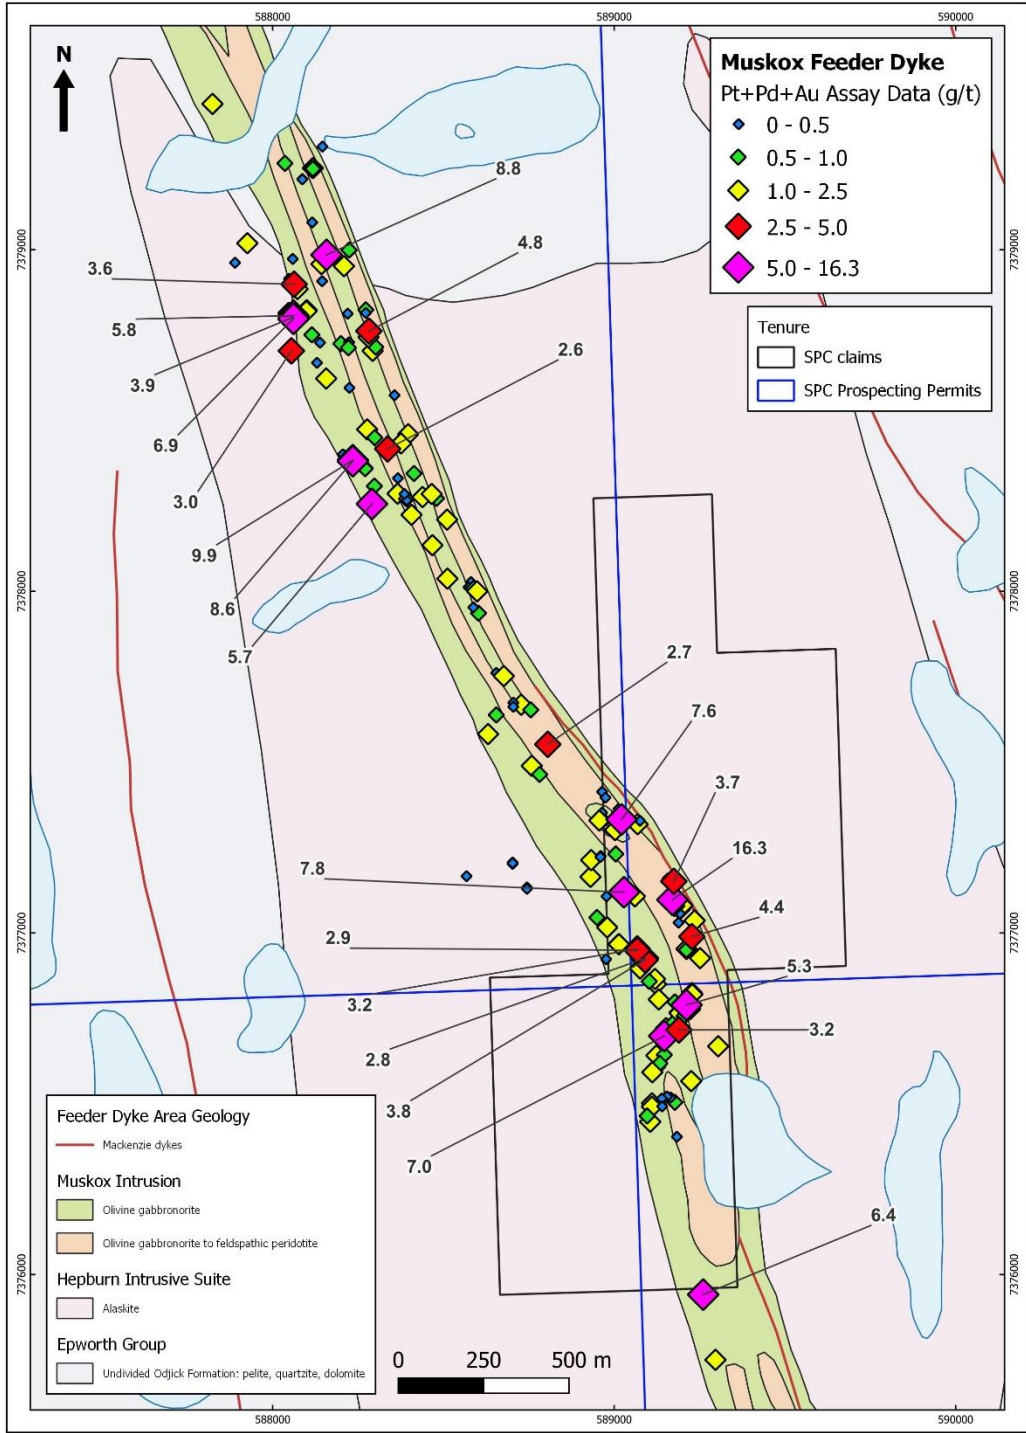 588000
589000
590000
N
Muskox Feeder Dyke
Pt+Pd+Au Assay Data (g/t)
0 - 0.5
0.5 - 1.0
1.0 - 2.5
2.5 - 5.0
5.0 - 16.3
Tenure
SPC claims
SPC Prospecting Permits
7379000
7379000
8.8
4.8
3.6
5.8
3.9
2.6
6.9
3.0
9.9
8.6
5.7
7378000
7378000
2.7
7.6
3.7
16.3
7.8
4.4
2.9
5.3
3.2
3.2
2.8
3.8
7.0
6.4
7377000
7377000
Feeder Dyke Area Geology
Mackenzie dykes
Muskox Intrusion
Olivine gabbronorite
Olivine gabbronorite to feldspathic peridotite
Hepburn Intrusive Suite
Alaskite
Epworth Group
Undivided Odjick Formation: pelite, quartzite, dolomite
7376000
7376000
0 250 500 m
588000
589000
590000